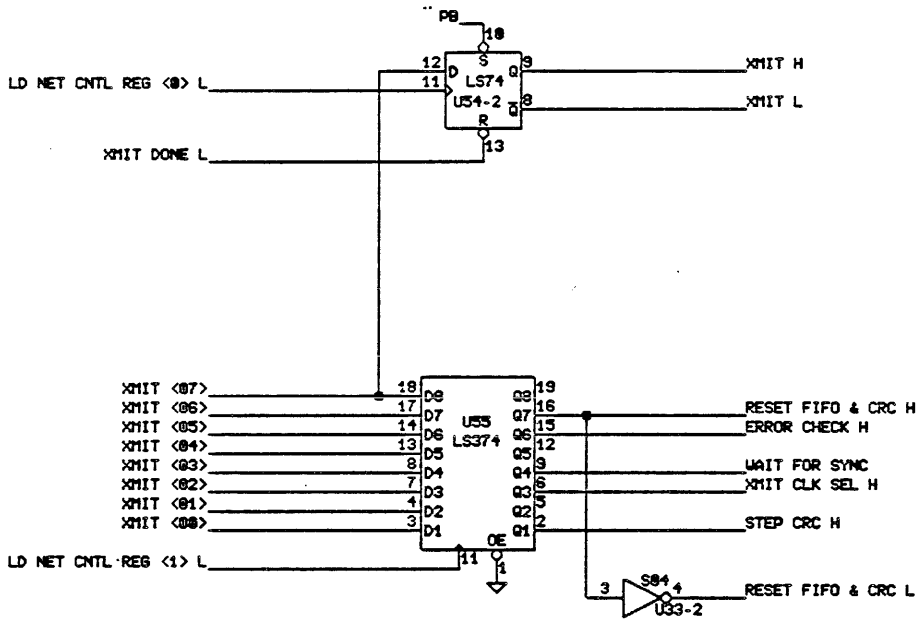 PB
10
S
12 D LS74 Q 9 XMIT H
LD NET CNTL REG <0> L 11 U54-2 Q 8 XMIT L
R
13
XMIT DONE L
XMIT <07> 18 D8 Q8 19
XMIT <06> 17 D7 U55 Q7 16 RESET FIFO & CRC H
XMIT <05> 14 D6 LS374 Q6 15 ERROR CHECK H
XMIT <04> 13 D5 Q5 12
XMIT <03> 8 D4 Q4 9 WAIT FOR SYNC
XMIT <02> 7 D3 Q3 6 XMIT CLK SEL H
XMIT <01> 4 D2 Q2 5
XMIT <00> 3 D1 Q1 2 STEP CRC H
OE
LD NET CNTL REG <1> L 11 1
3 S04 4 RESET FIFO & CRC L
U33-2